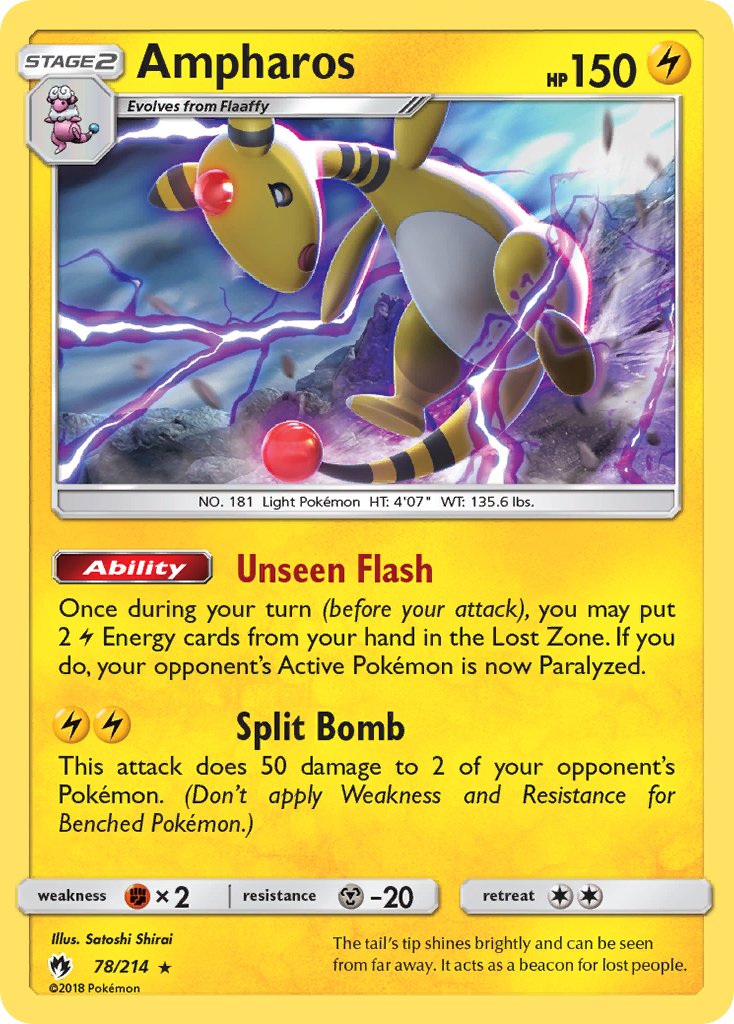 STAGE2
Ampharos
HP 150
Evolves from Flaaffy
NO. 181 Light Pokémon HT: 4'07" WT: 135.6 lbs.
Ability Unseen Flash
Once during your turn (before your attack), you may put
2 Energy cards from your hand in the Lost Zone. If you
do, your opponent's Active Pokémon is now Paralyzed.
Split Bomb
This attack does 50 damage to 2 of your opponent's
Pokémon. (Don't apply Weakness and Resistance for
Benched Pokémon.)
weakness ×2 resistance -20 retreat
Illus. Satoshi Shirai
78/214 ★
©2018 Pokémon
The tail's tip shines brightly and can be seen
from far away. It acts as a beacon for lost people.